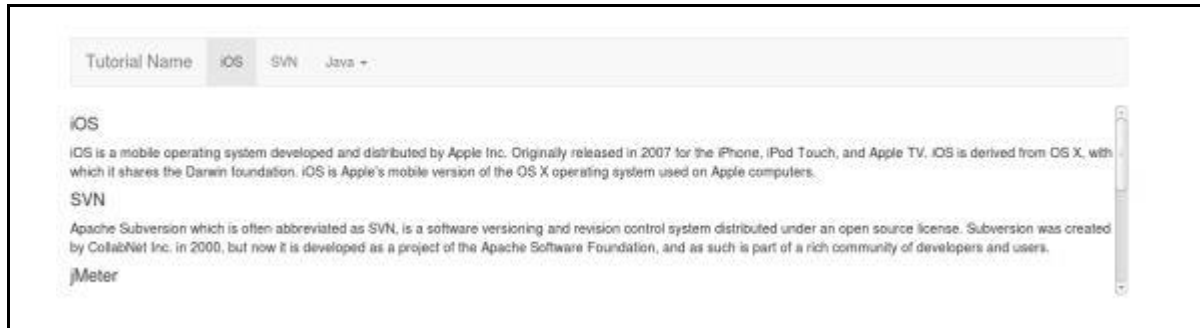 Tutorial Name iOS SVN Java
iOS
iOS is a mobile operating system developed and distributed by Apple Inc. Originally released in 2007 for the iPhone, iPod Touch, and Apple TV. iOS is derived from OS X, with
which it shares the Darwin foundation. iOS is Apple's mobile version of the OS X operating system used on Apple computers.
SVN
Apache Subversion which is often abbreviated as SVN, is a software versioning and revision control system distributed under an open source license. Subversion was created
by CollabNet Inc. in 2000, but now it is developed as a project of the Apache Software Foundation, and as such is part of a rich community of developers and users.
jMeter